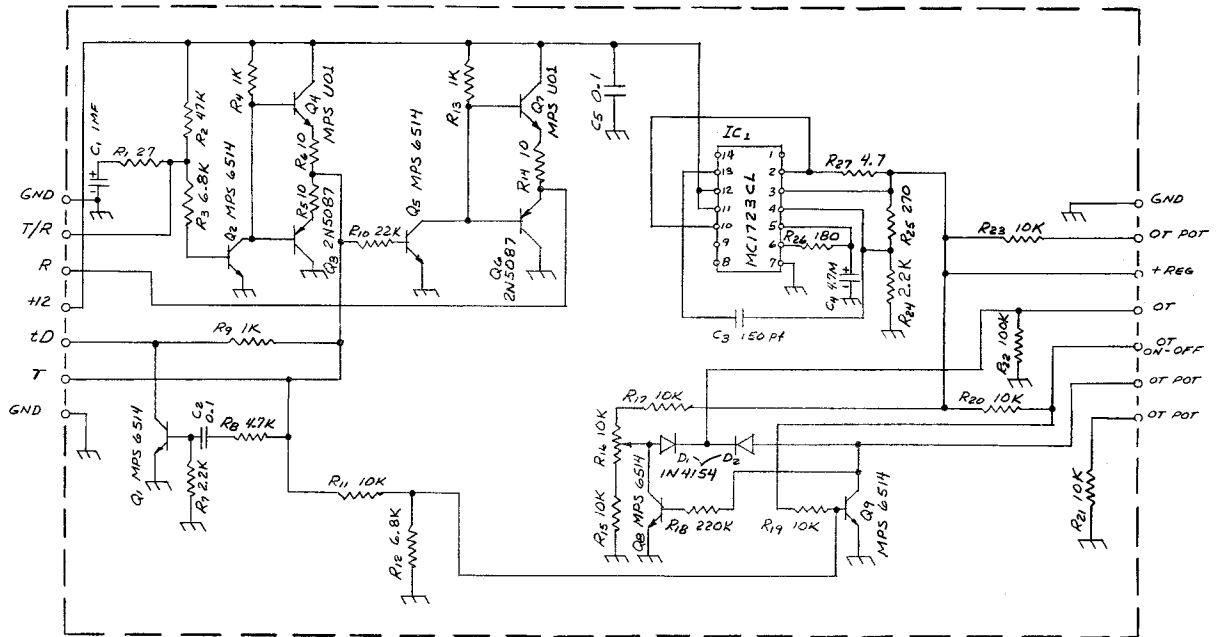 GND
T/R
R
+12
tD
T
GND
C1 1MF
R1 27
R2 47K
R3 6.8K
Q2 MPS 6514
R4 1K
Q4
MPS U01
R6 10
R5 10
Q3
2N5087
R10 22K
Q5 MPS 6514
R13
1K
Q7
MPS U01
R14 10
Q6
2N5087
C5 0.1
IC1
MC1723CL
14
13
12
11
10
9
8
1
2
3
4
5
6
7
R27 4.7
R25 270
R26 180
C4 4.7M
R24 2.2K
C3 150 Pf
R23 10K
GND
OT POT
+REG
OT
OT
ON-OFF
OT POT
OT POT
R22 100K
R20 10K
R21 10K
R9 1K
Q1 MPS 6514
C2
0.1
R8 4.7K
R7 2.2K
R11 10K
R12 6.8K
R17 10K
R16 10K
R15 10K
D1
D2
1N4154
Q8 MPS 6514
R18 220K
R19 10K
Q9
MPS 6514